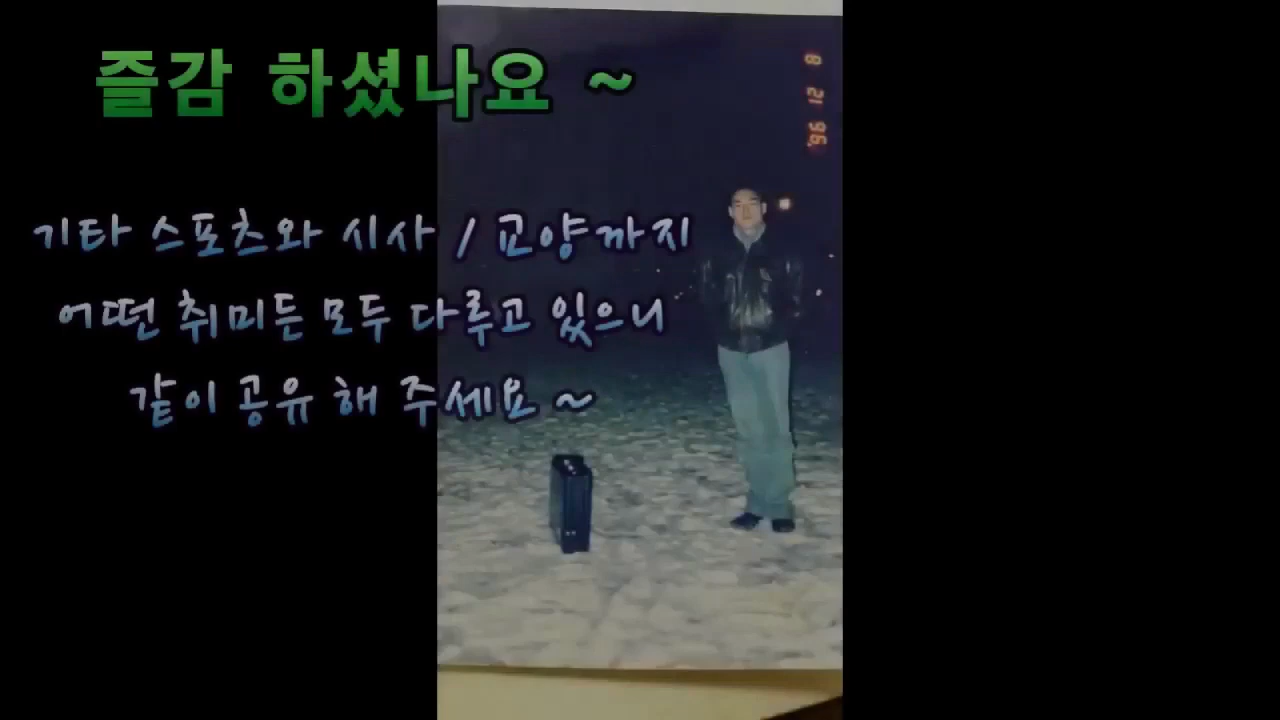 즐감 하셨나요 ~
기타 스포츠와 시사 / 교양까지
어떤 취미든 모두 다루고 있으니
같이 공유 해 주세요 ~
'96 12 8